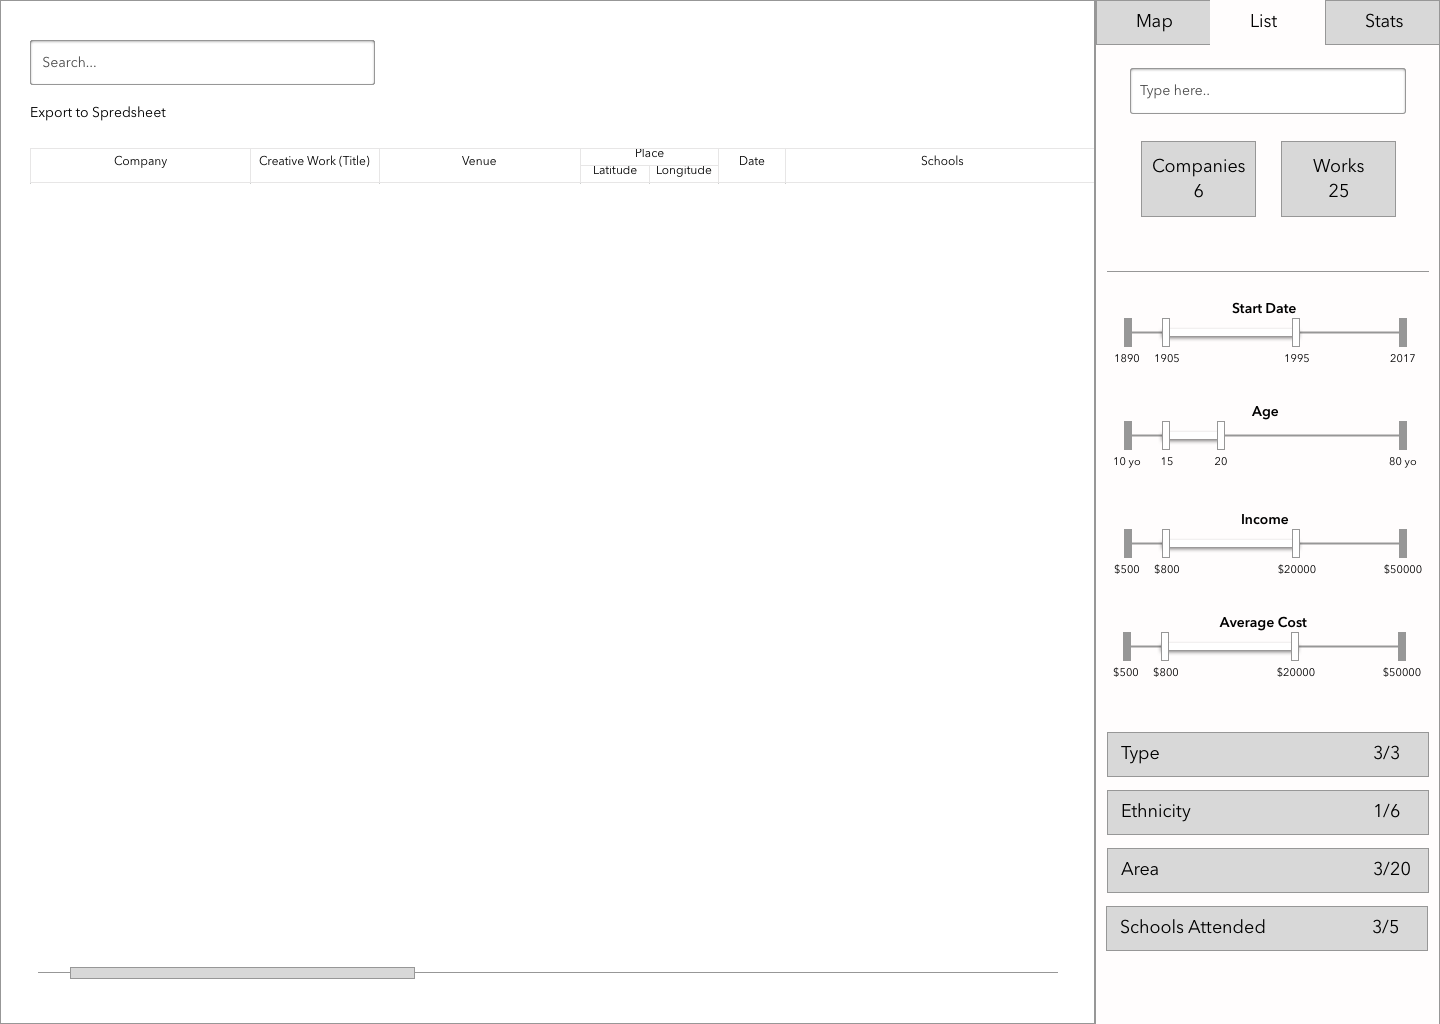 Search...
Export to Spredsheet
Company Creative Work (Title) Venue Place Date Schools
Latitude Longitude
Map List Stats
Type here..
Companies Works
6 25
Start Date
1890 1905 1995 2017
Age
10 yo 15 20 80 yo
Income
$500 $800 $20000 $50000
Average Cost
$500 $800 $20000 $50000
Type 3/3
Ethnicity 1/6
Area 3/20
Schools Attended 3/5